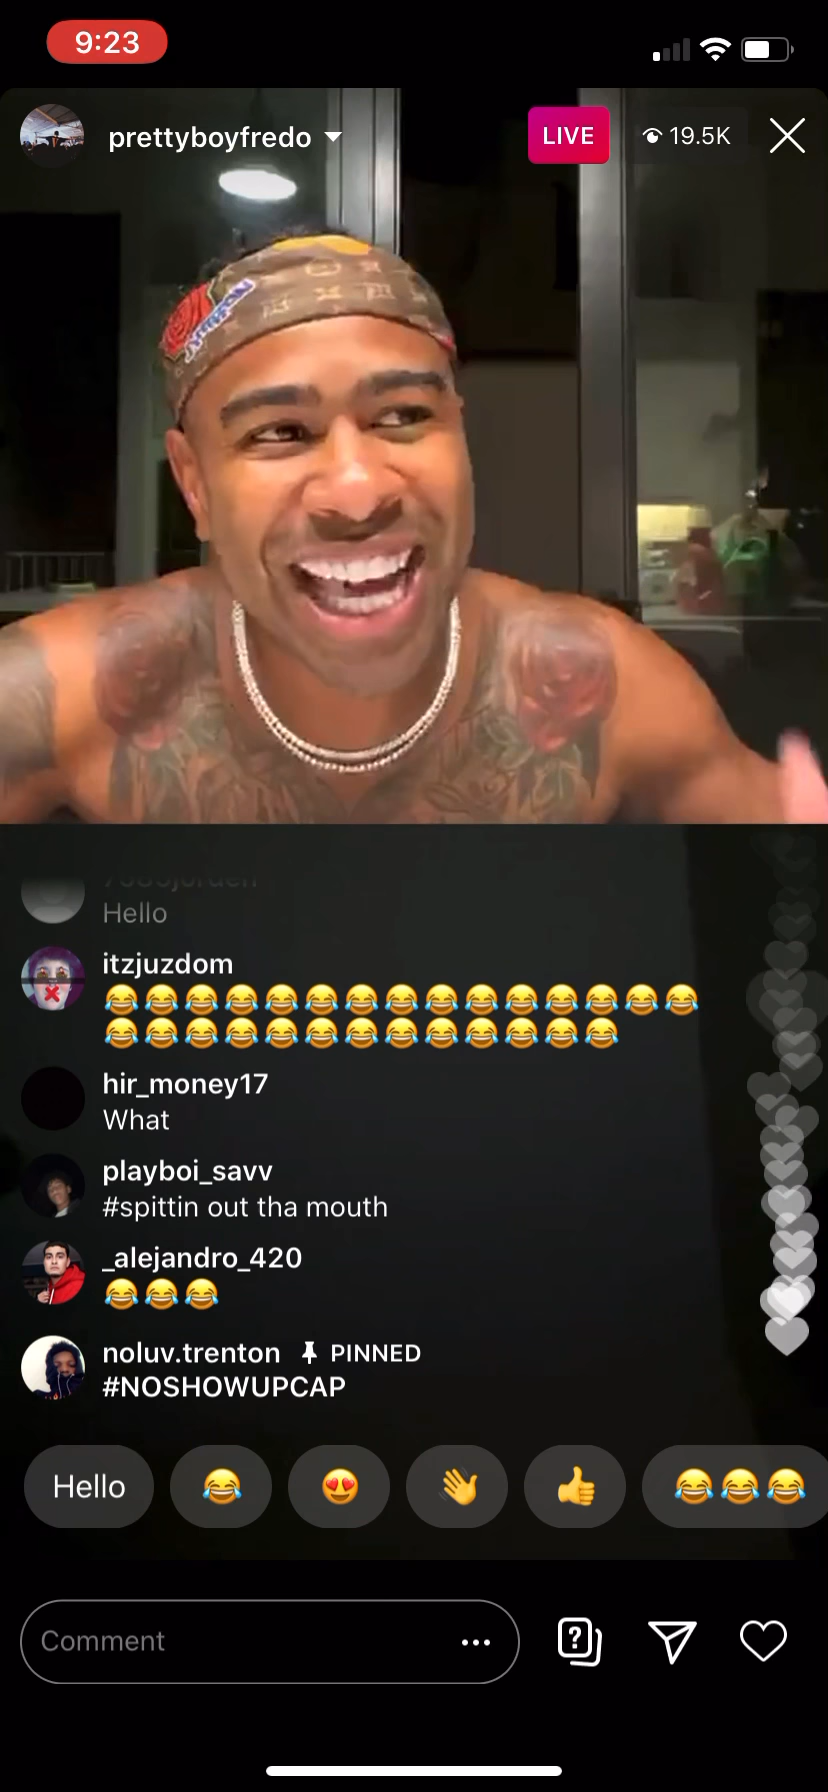 9:23
prettyboyfredo
LIVE
19.5K
Hello
itzjuzdom
😂😂😂😂😂😂😂😂😂😂😂😂😂😂😂
😂😂😂😂😂😂😂😂😂😂😂😂😂
hir_money17
What
playboi_savv
#spittin out tha mouth
_alejandro_420
😂😂😂
noluv.trenton 📌 PINNED
#NOSHOWUPCAP
Hello 😂 😍 👋 👍 😂😂😂
Comment